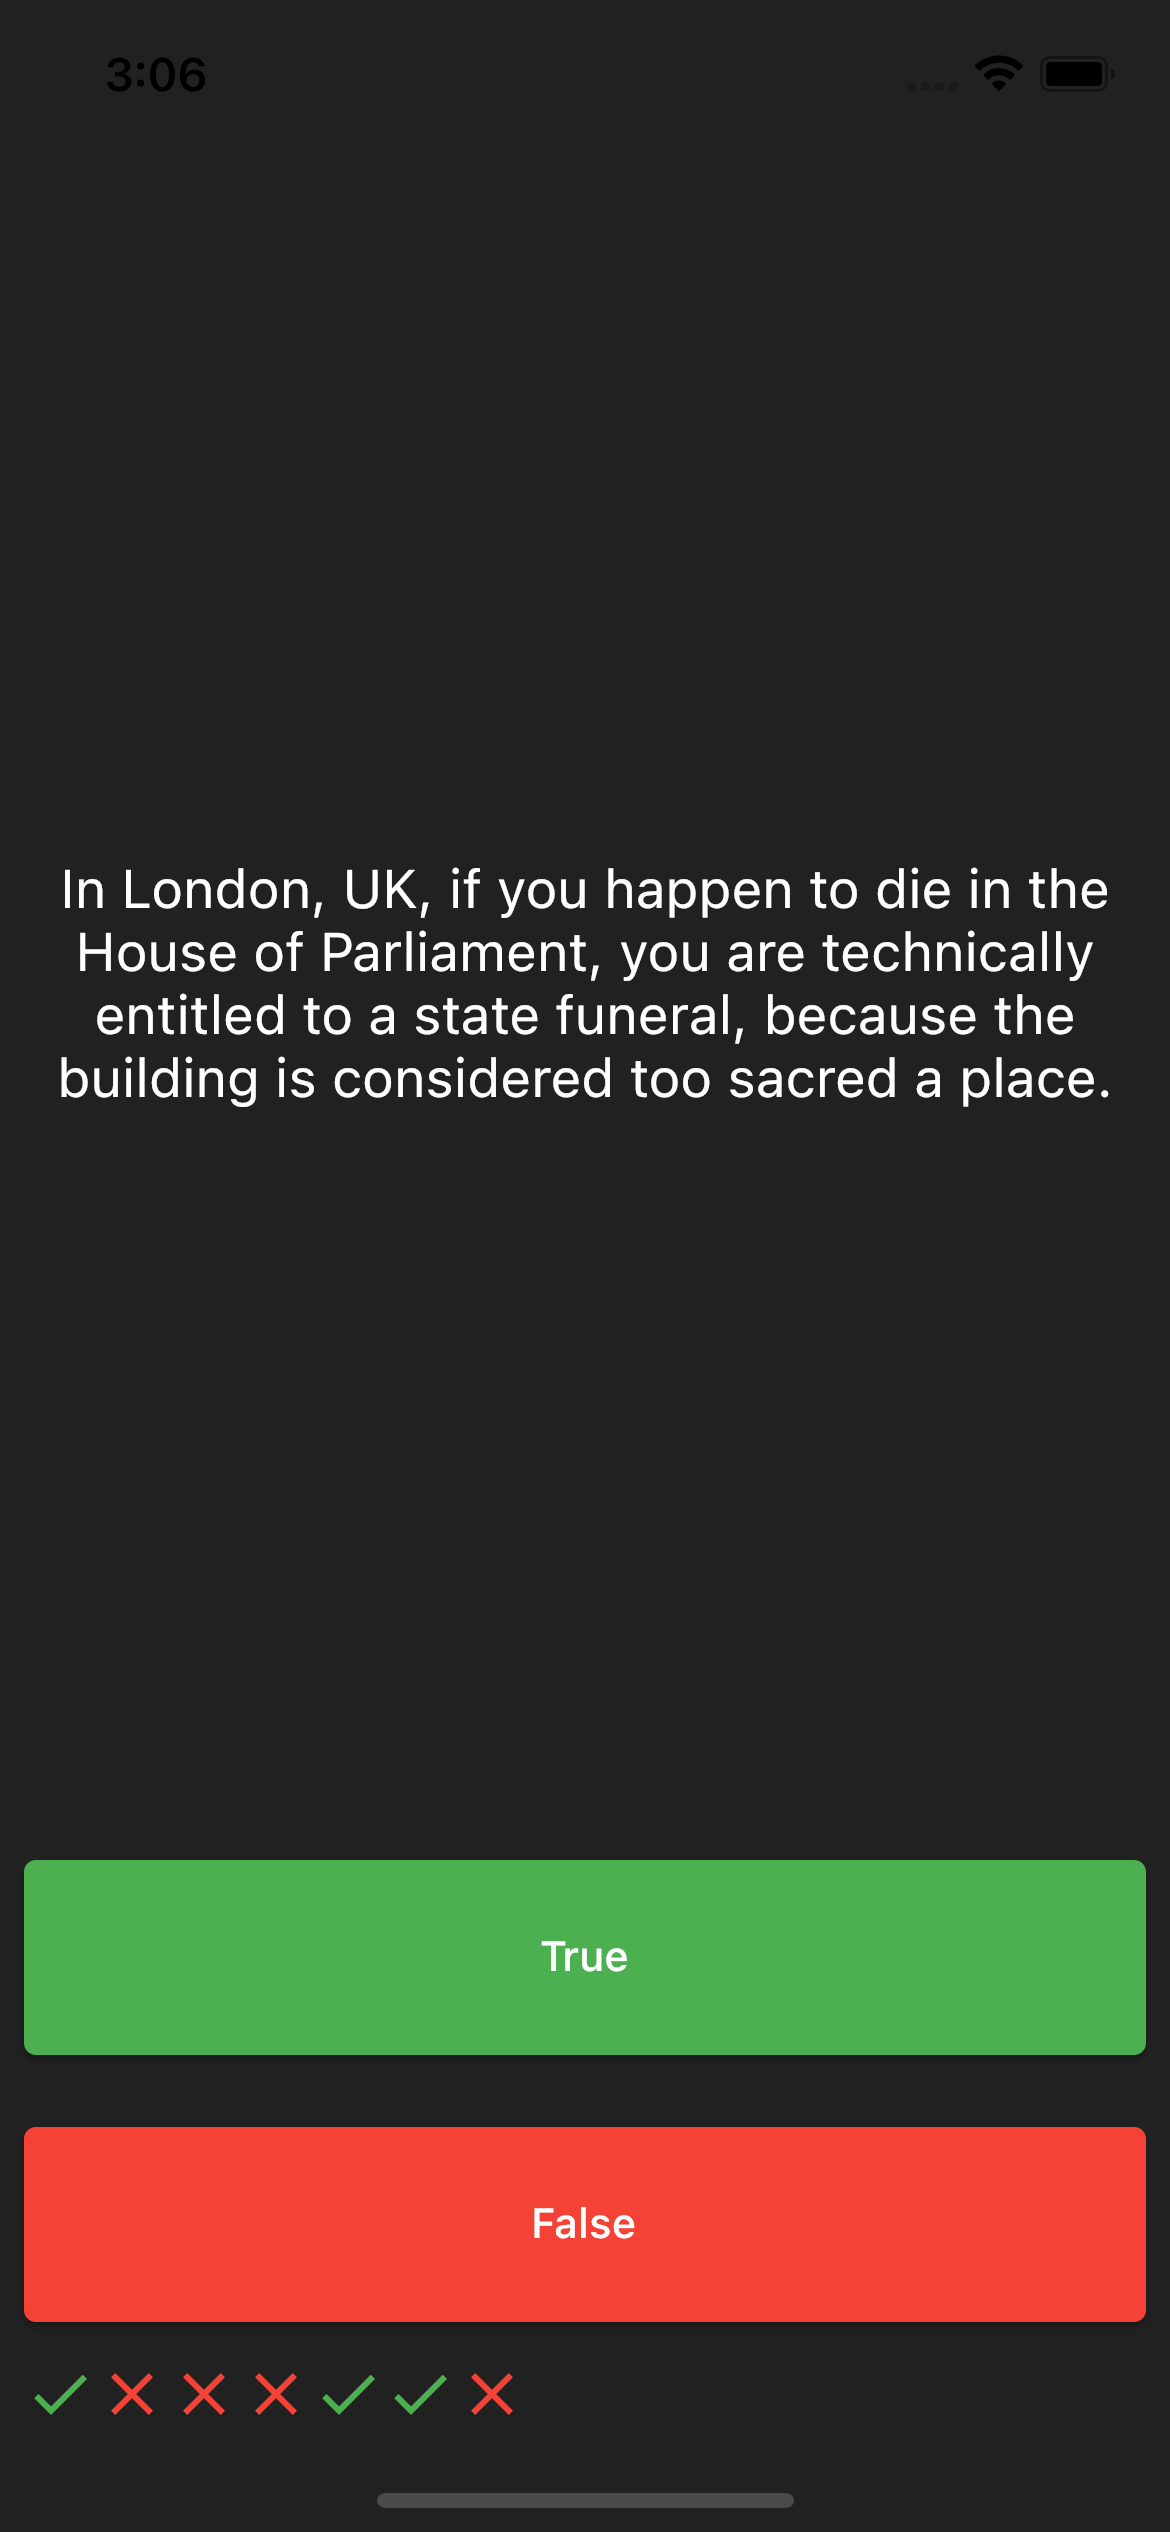 3:06
In London, UK, if you happen to die in the
House of Parliament, you are technically
entitled to a state funeral, because the
building is considered too sacred a place.
True
False